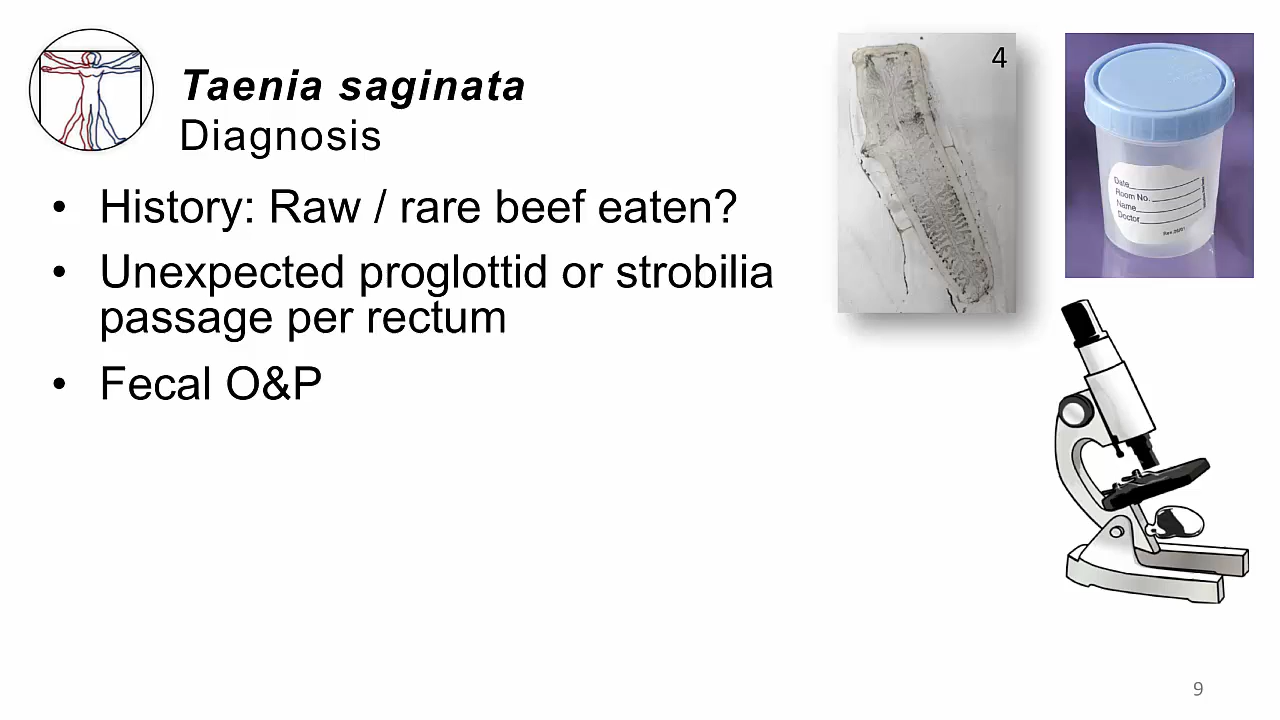 Taenia saginata
Diagnosis
• History: Raw / rare beef eaten?
• Unexpected proglottid or strobilia
passage per rectum
• Fecal O&P
4
Date
Room No.
Name
Doctor
9